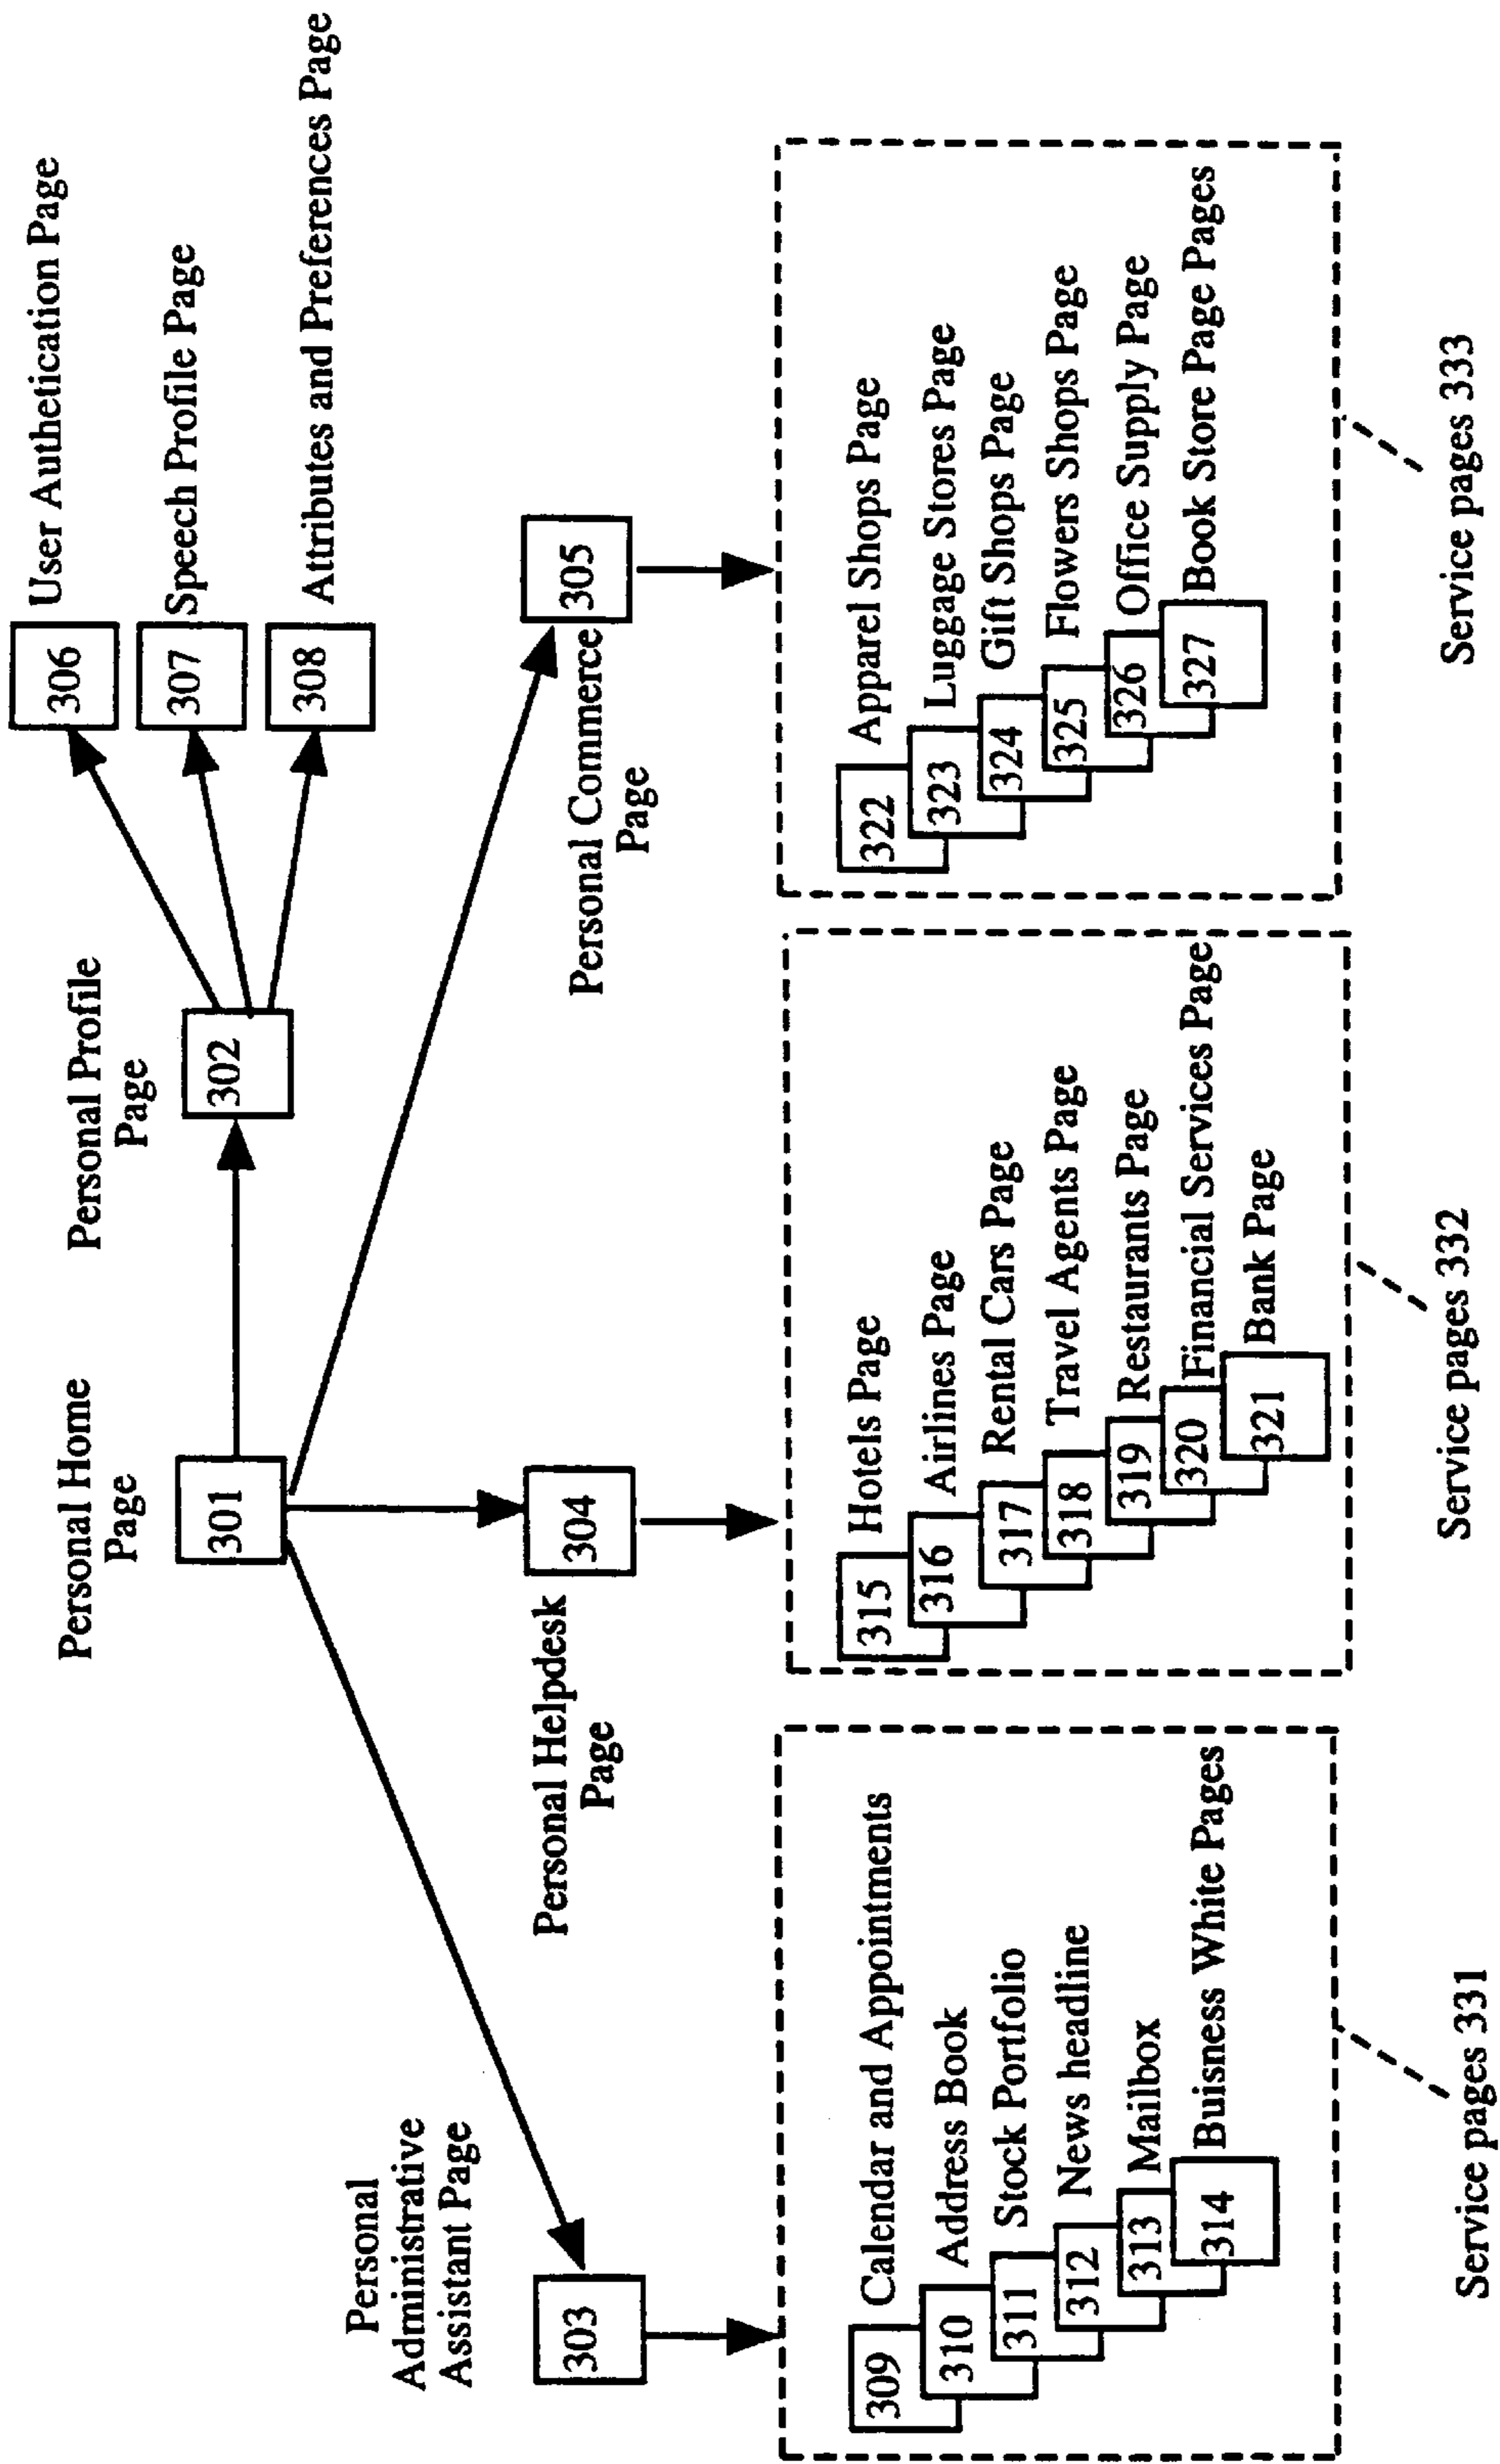 Personal Home
Page
301
Personal Profile
Page
302
306
User Authetication Page
307
Speech Profile Page
308
Attributes and Preferences Page
Personal
Administrative
Assistant Page
303
Personal Helpdesk
Page
304
Personal Commerce
Page
305
309 Calendar and Appointments
310 Address Book
311 Stock Portfolio
312 News headline
313 Mailbox
314 Buisness White Pages
Service pages 331
315 Hotels Page
316 Airlines Page
317 Rental Cars Page
318 Travel Agents Page
319 Restaurants Page
320 Financial Services Page
321 Bank Page
Service pages 332
322 Apparel Shops Page
323 Luggage Stores Page
324 Gift Shops Page
325 Flowers Shops Page
326 Office Supply Page
327 Book Store Page Pages
Service pages 333